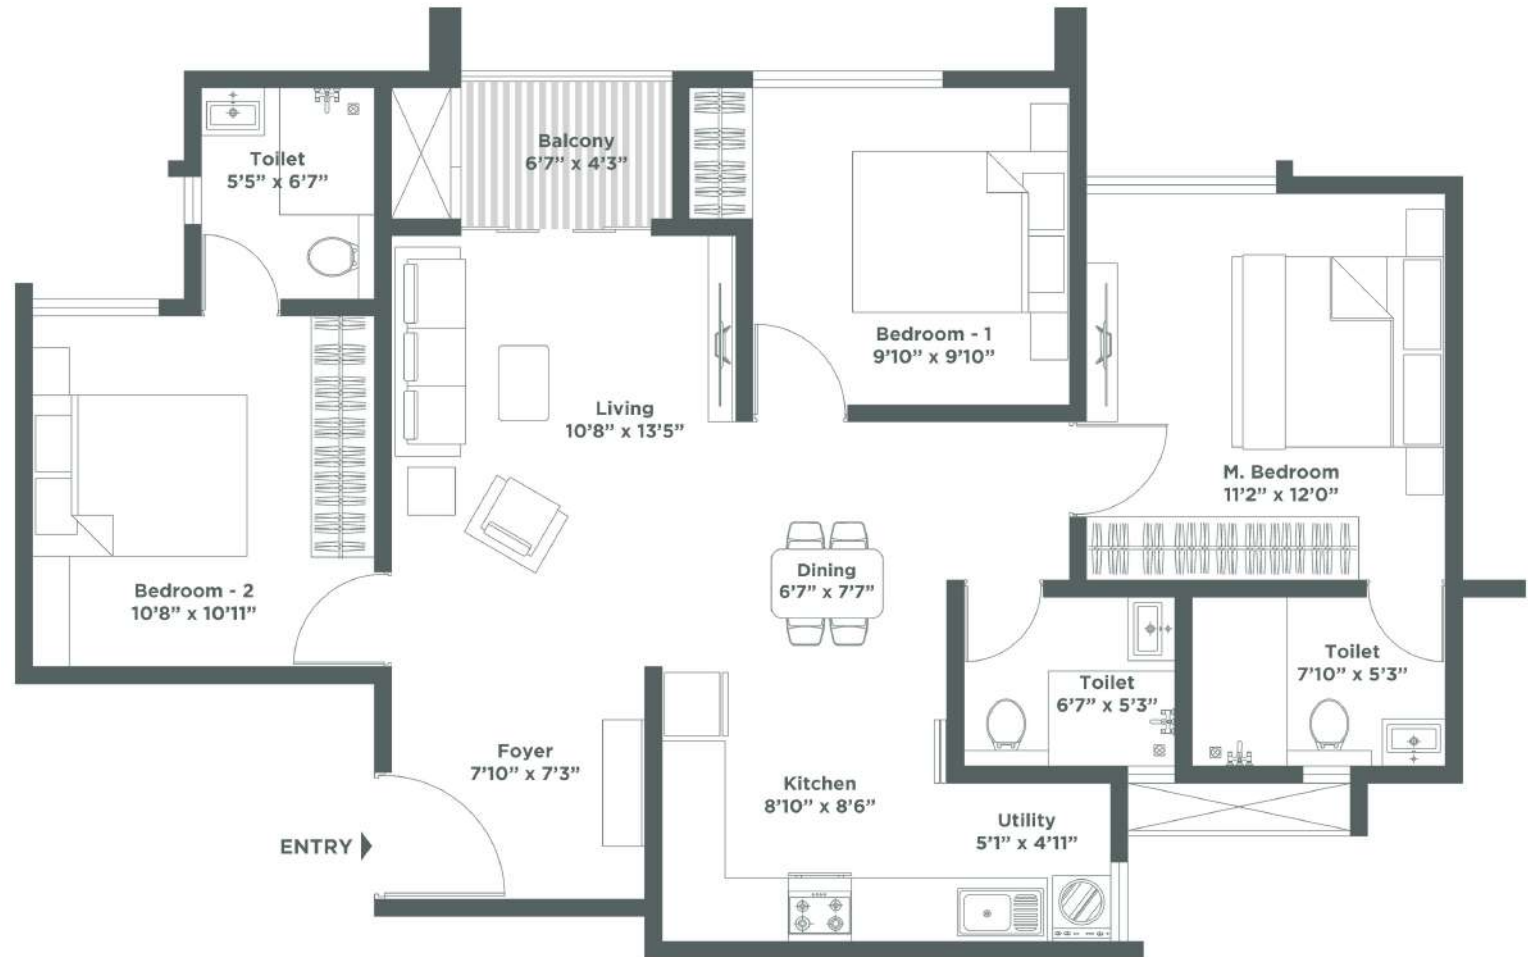 Balcony
6’7” x 4’3”
Toilet
5’5” x 6’7”
Bedroom - 1
9’10” x 9’10”
Living
10’8” x 13’5”
M. Bedroom
11’2” x 12’0”
Dining
6’7” x 7’7”
Bedroom - 2
10’8” x 10’11”
Toilet
7’10” x 5’3”
Toilet
6’7” x 5’3”
Foyer
7’10” x 7’3”
Kitchen
8’10” x 8’6”
Utility
5’1” x 4’11”
ENTRY